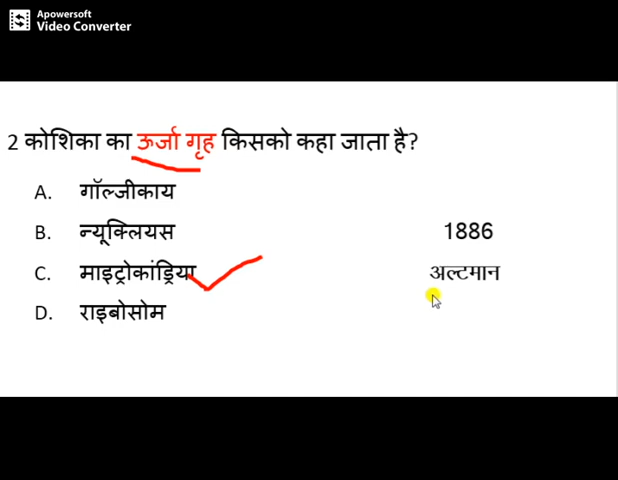 Apowersoft
Video Converter
2 कोशिका का ऊर्जा गृह किसको कहा जाता है?
A. गॉल्जीकाय
B. न्यूक्लियस
1886
C. माइट्रोकांड्रिया
अल्टमान
D. राइबोसोम